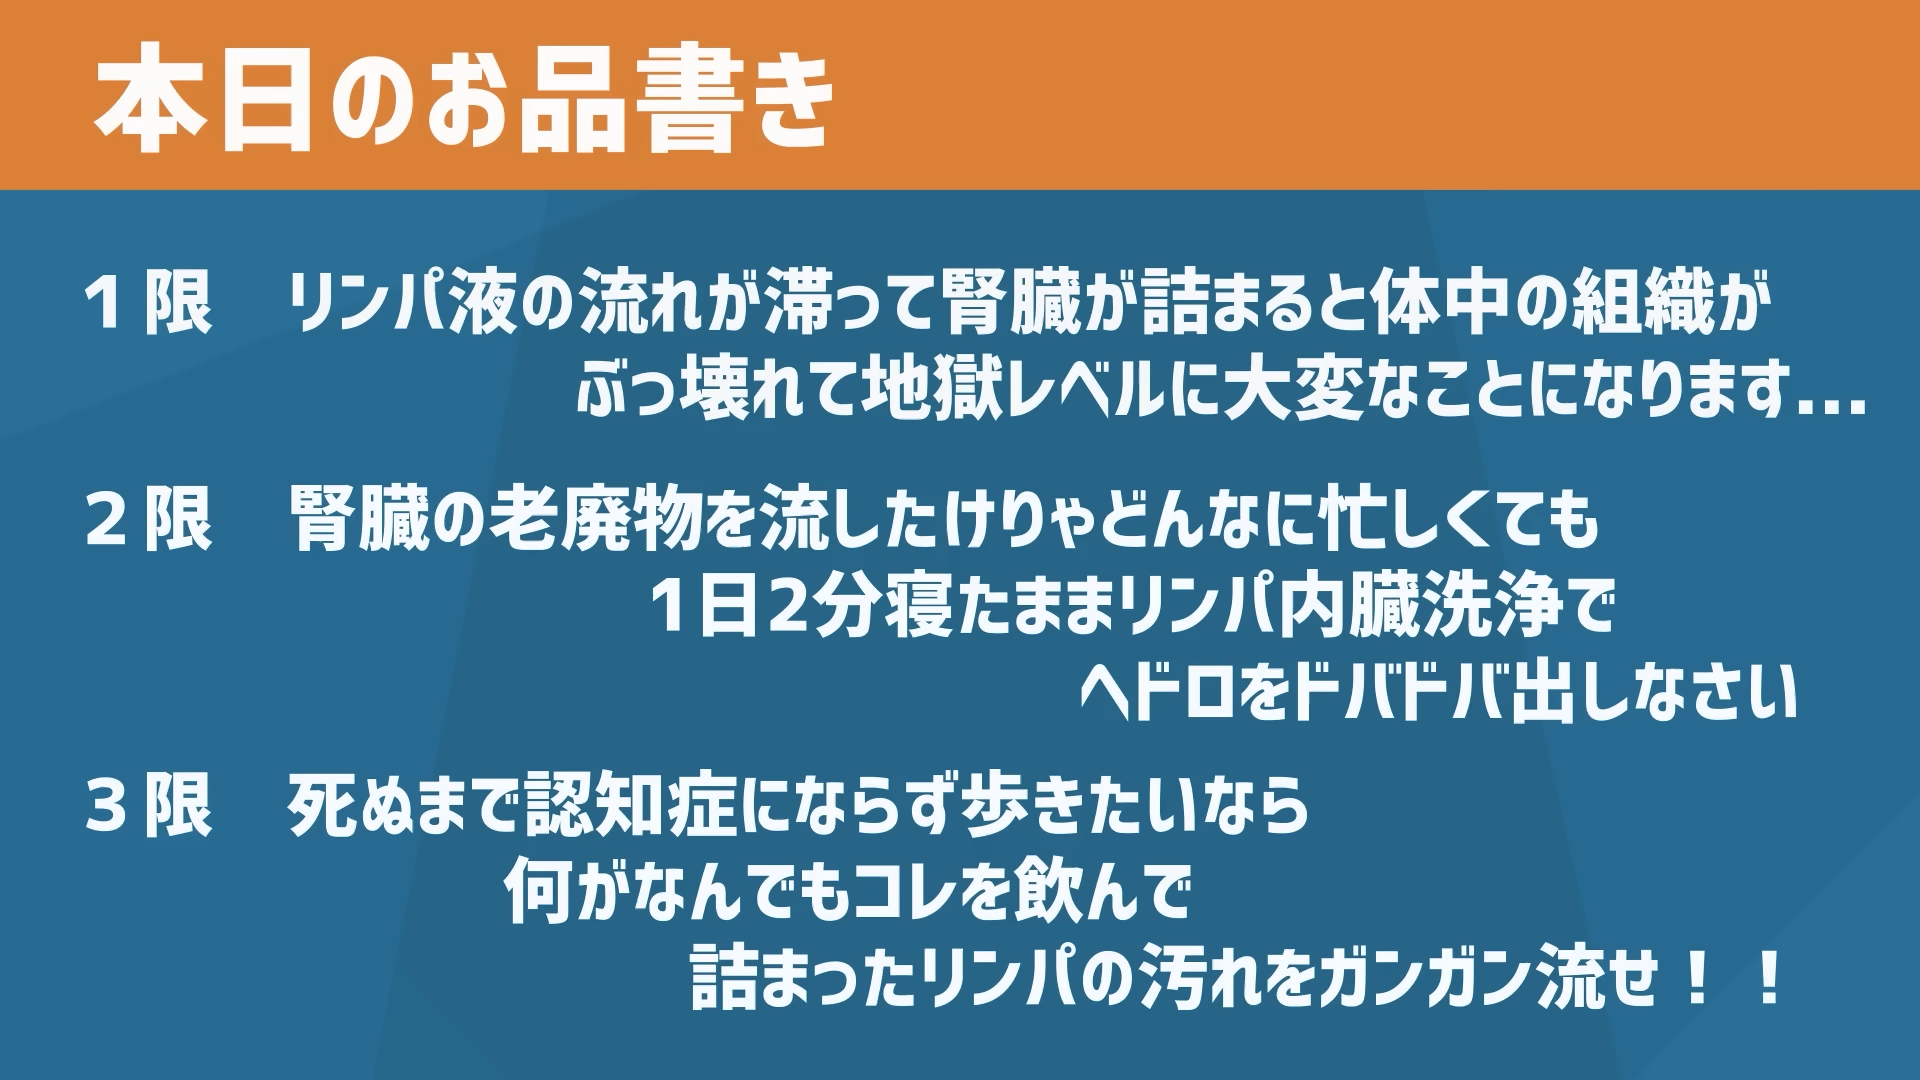 本日のお品書き
１限　リンパ液の流れが滞って腎臓が詰まると体中の組織が
ぶっ壊れて地獄レベルに大変なことになります…
２限　腎臓の老廃物を流したけりゃどんなに忙しくても
1日2分寝たままリンパ内臓洗浄で
ヘドロをドバドバ出しなさい
３限　死ぬまで認知症にならず歩きたいなら
何がなんでもコレを飲んで
詰まったリンパの汚れをガンガン流せ！！